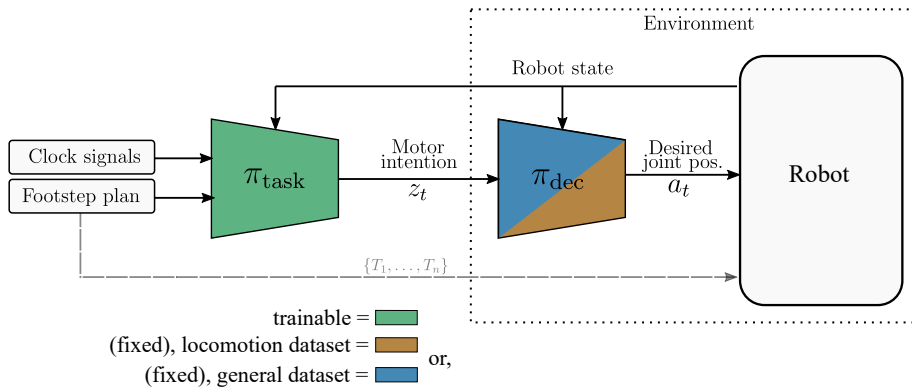 Environment
Robot state
Clock signals
Footstep plan
π_task
Motor
intention
z_t
π_dec
Desired
joint pos.
a_t
Robot
{T_1, . . . , T_n}
trainable =
(fixed), locomotion dataset =
or,
(fixed), general dataset =